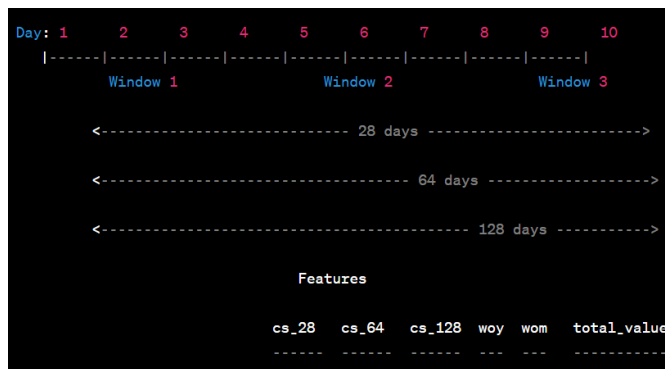 Day: 1 2 3 4 5 6 7 8 9 10
|------|------|------|------|------|------|------|------|------|
Window 1 Window 2 Window 3
<----------------------------- 28 days ------------------------->
<------------------------------------ 64 days -------------------->
<------------------------------------------- 128 days ----------->
Features
cs_28 cs_64 cs_128 woy wom total_value
------ ------ ------ --- --- -----------